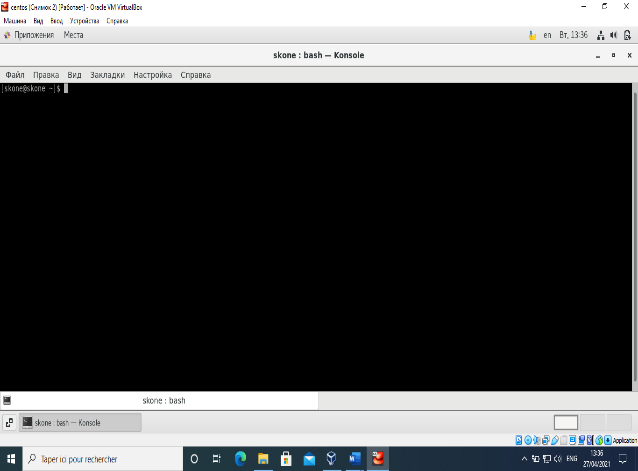 centos (Снимок 2) [Работает] - Oracle VM VirtualBox
Машина Вид Ввод Устройства Справка
Приложения Места en Вт, 13:36
skone : bash — Konsole
Файл Правка Вид Закладки Настройка Справка
[skone@skone ~]$
skone : bash
skone : bash — Konsole
Application
Taper ici pour rechercher
ENG
13:36
27/04/2021